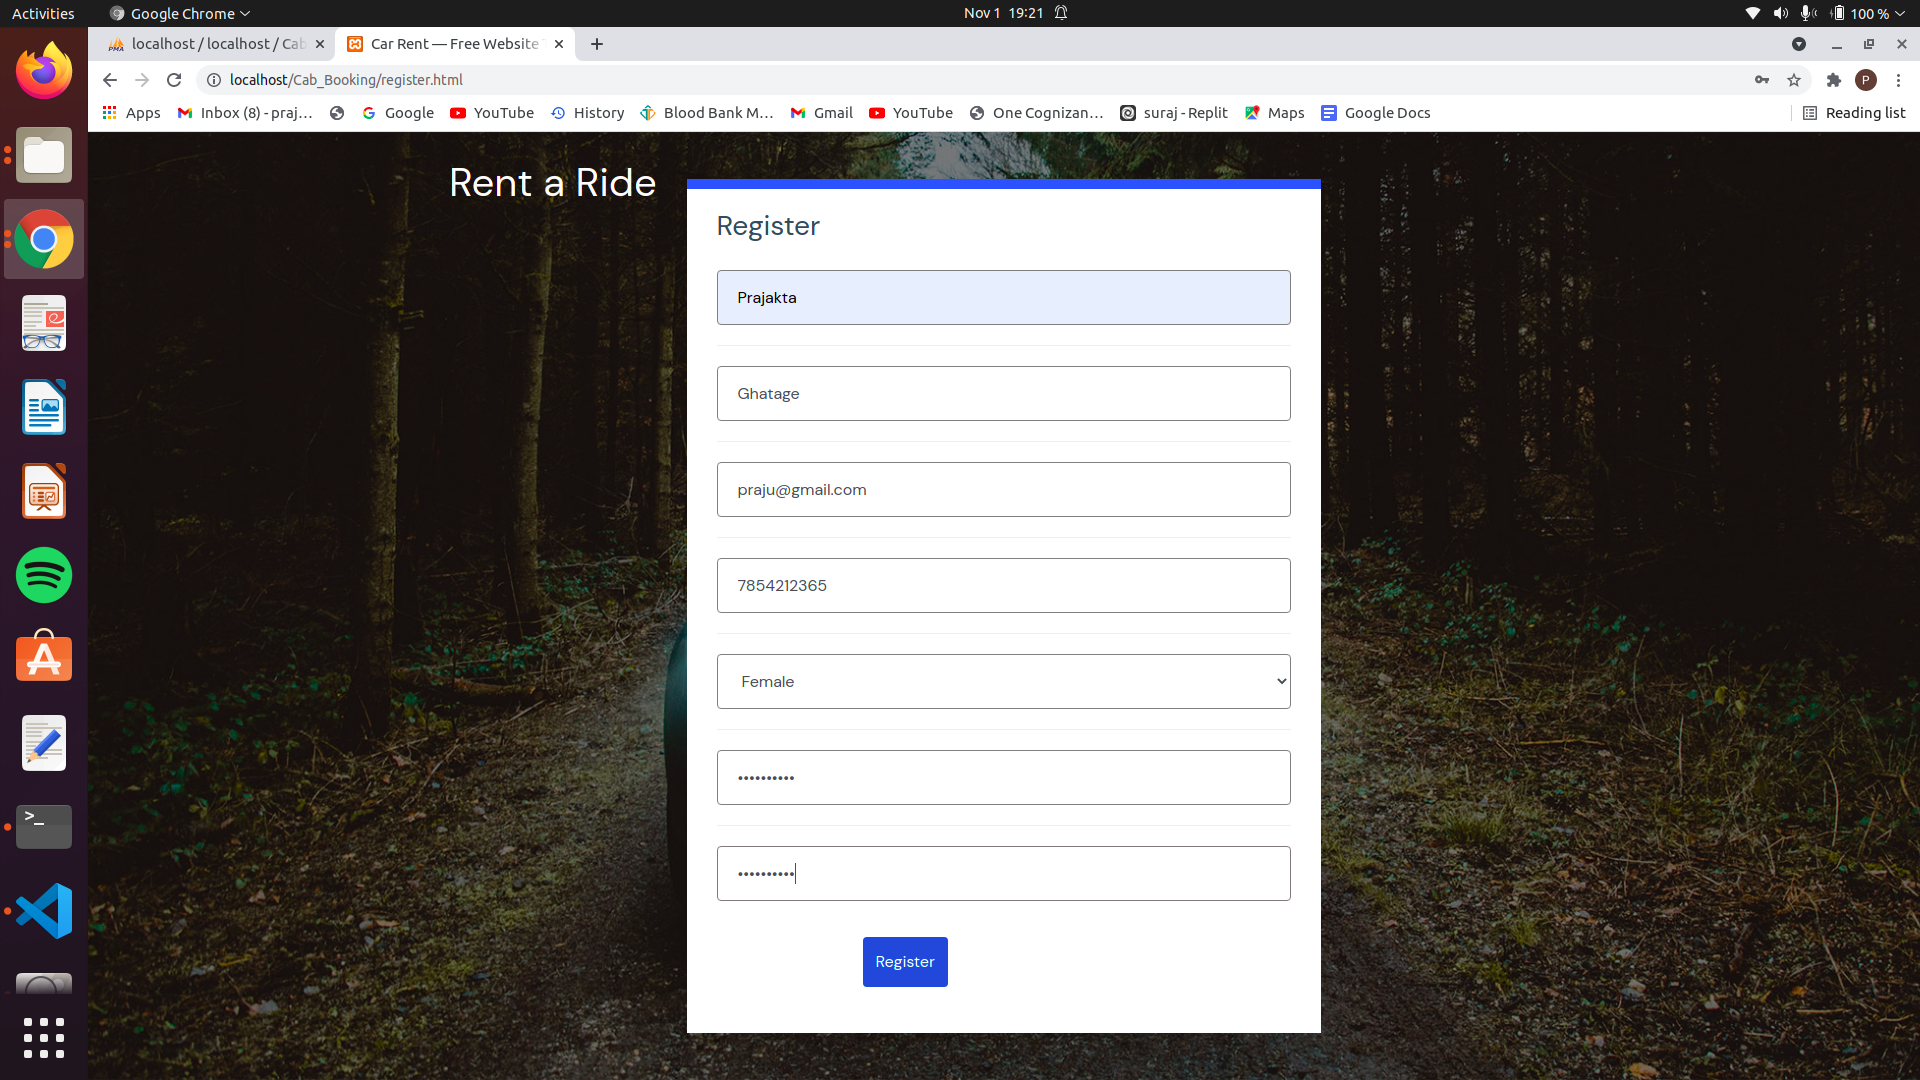 Activities
Google Chrome
Nov 1 19:21
100 %
PMA
localhost / localhost / Cab
Car Rent — Free Website
localhost/Cab_Booking/register.html
P
Apps
Inbox (8) - praj...
Google
YouTube
History
Blood Bank M...
Gmail
YouTube
One Cognizan...
suraj - Replit
Maps
Google Docs
Reading list
Rent a Ride
Register
Prajakta
Ghatage
praju@gmail.com
7854212365
Female
••••••••••
••••••••••
Register